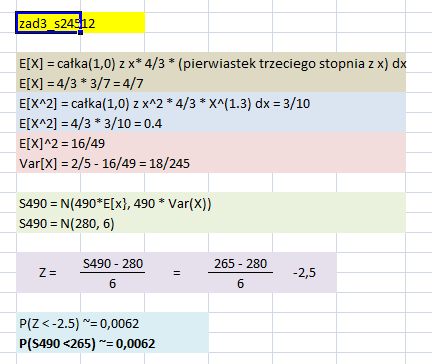 zad3_s24512
E[X] = całka(1,0) z x* 4/3 * (pierwiastek trzeciego stopnia z x) dx
E[X] = 4/3 * 3/7 = 4/7
E[X^2] = całka(1,0) z x^2 * 4/3 * X^(1.3) dx = 3/10
E[X^2] = 4/3 * 3/10 = 0.4
E[X]^2 = 16/49
Var[X] = 2/5 - 16/49 = 18/245
S490 = N(490*E[x}, 490 * Var(X))
S490 = N(280, 6)
Z = S490 - 280 = 265 - 280 -2,5
6 6
P(Z < -2.5) ~= 0,0062
P(S490 <265) ~= 0,0062